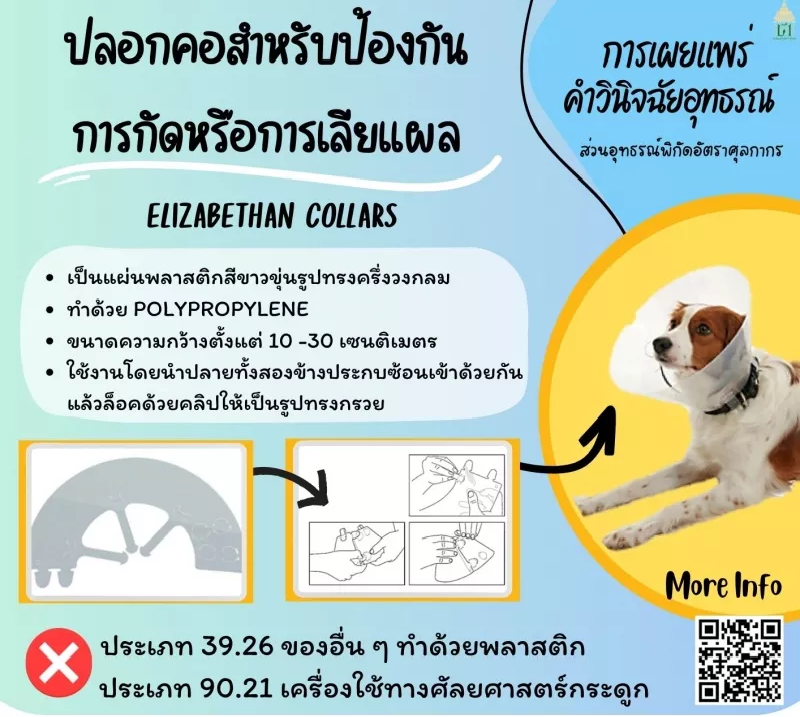 ปลอกคอสำหรับป้องกัน
การกัดหรือการเลียแผล
ELIZABETHAN COLLARS
การเผยแพร่
คำวินิจฉัยอุทธรณ์
ส่วนอุทธรณ์พิกัดอัตราศุลกากร
• เป็นแผ่นพลาสติกสีขาวขุ่นรูปทรงครึ่งวงกลม
• ทำด้วย POLYPROPYLENE
• ขนาดความกว้างตั้งแต่ 10 -30 เซนติเมตร
• ใช้งานโดยนำปลายทั้งสองข้างประกบซ้อนเข้าด้วยกัน
แล้วล็อคด้วยคลิปให้เป็นรูปทรงกรวย
More Info
ประเภท 39.26 ของอื่น ๆ ทำด้วยพลาสติก
ประเภท 90.21 เครื่องใช้ทางศัลยศาสตร์กระดูก